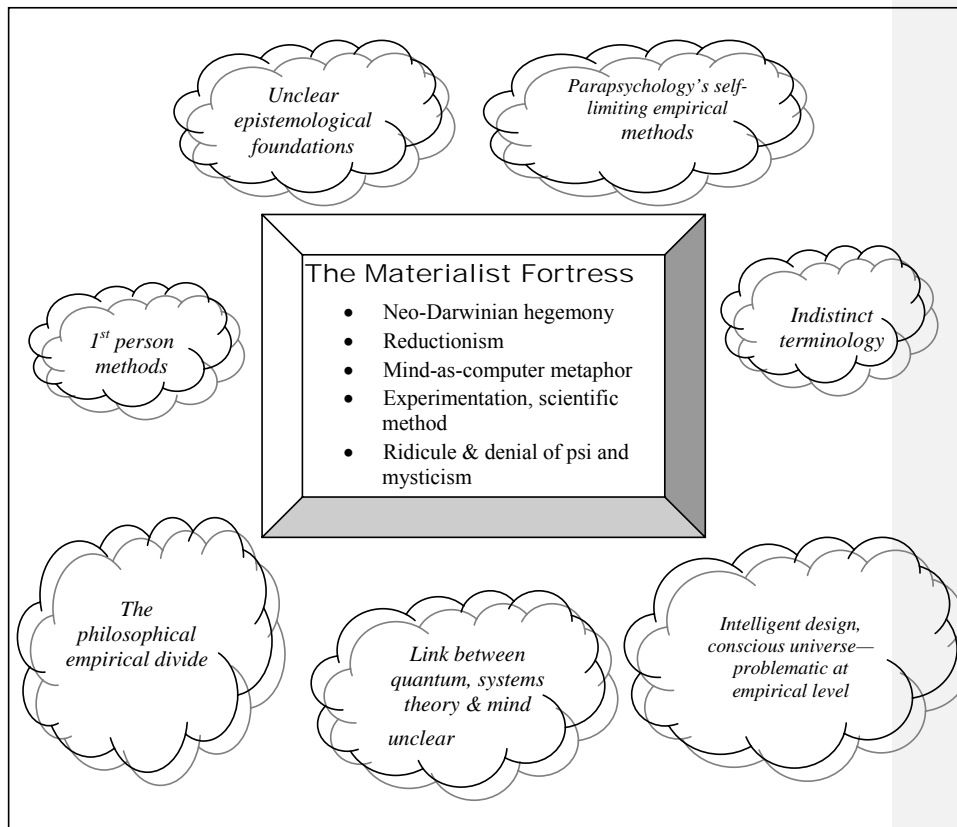 Unclear
epistemological
foundations
Parapsychology's self-
limiting empirical
methods
The Materialist Fortress
• Neo-Darwinian hegemony
• Reductionism
• Mind-as-computer metaphor
• Experimentation, scientific
method
• Ridicule & denial of psi and
mysticism
1st person
methods
Indistinct
terminology
The
philosophical
empirical divide
Link between
quantum, systems
theory & mind
unclear
Intelligent design,
conscious universe—
problematic at
empirical level